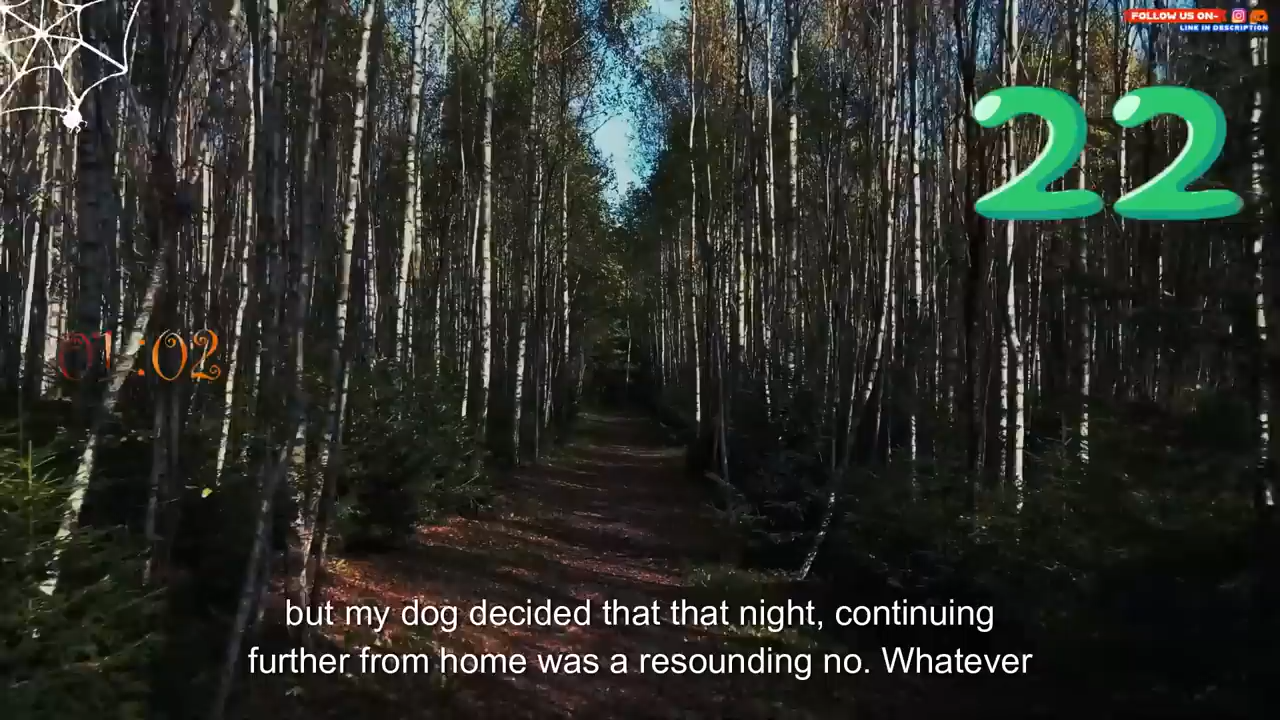 FOLLOW US ON-
LINK IN DESCRIPTION
22
01:02
but my dog decided that that night, continuing
further from home was a resounding no. Whatever